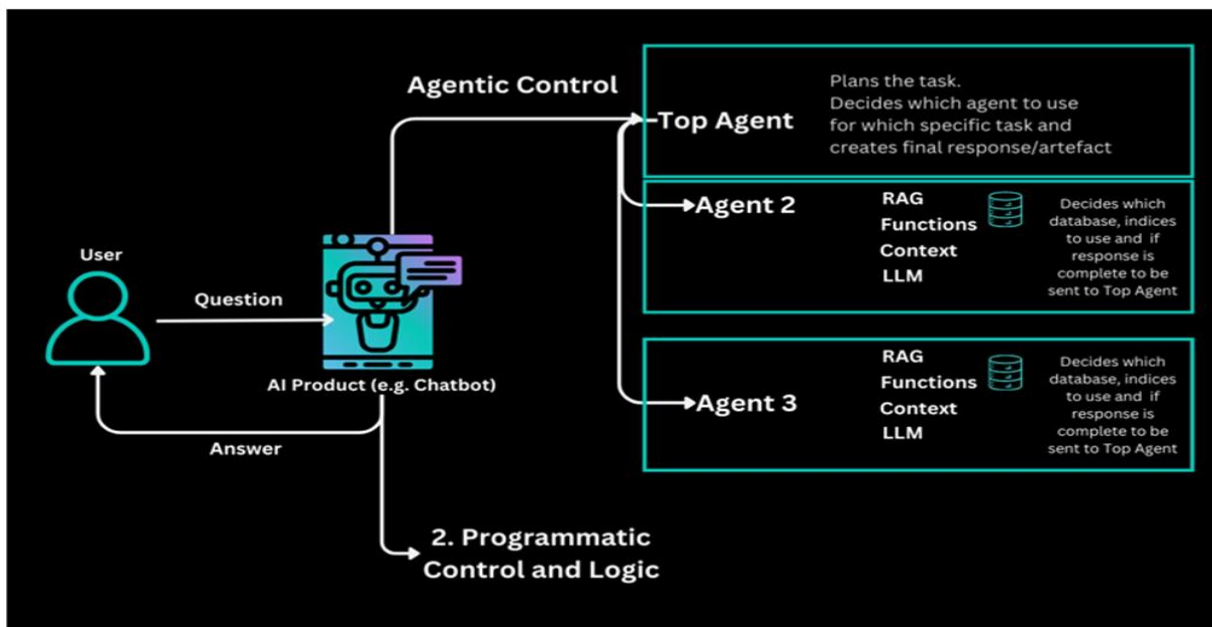 Agentic Control
Top Agent
Plans the task.
Decides which agent to use
for which specific task and
creates final response/artefact
Agent 2
RAG
Functions
Context
LLM
Decides which
database, indices
to use and if
response is
complete to be
sent to Top Agent
User
Question
AI Product (e.g. Chatbot)
Answer
Agent 3
RAG
Functions
Context
LLM
Decides which
database, indices
to use and if
response is
complete to be
sent to Top Agent
2. Programmatic
Control and Logic